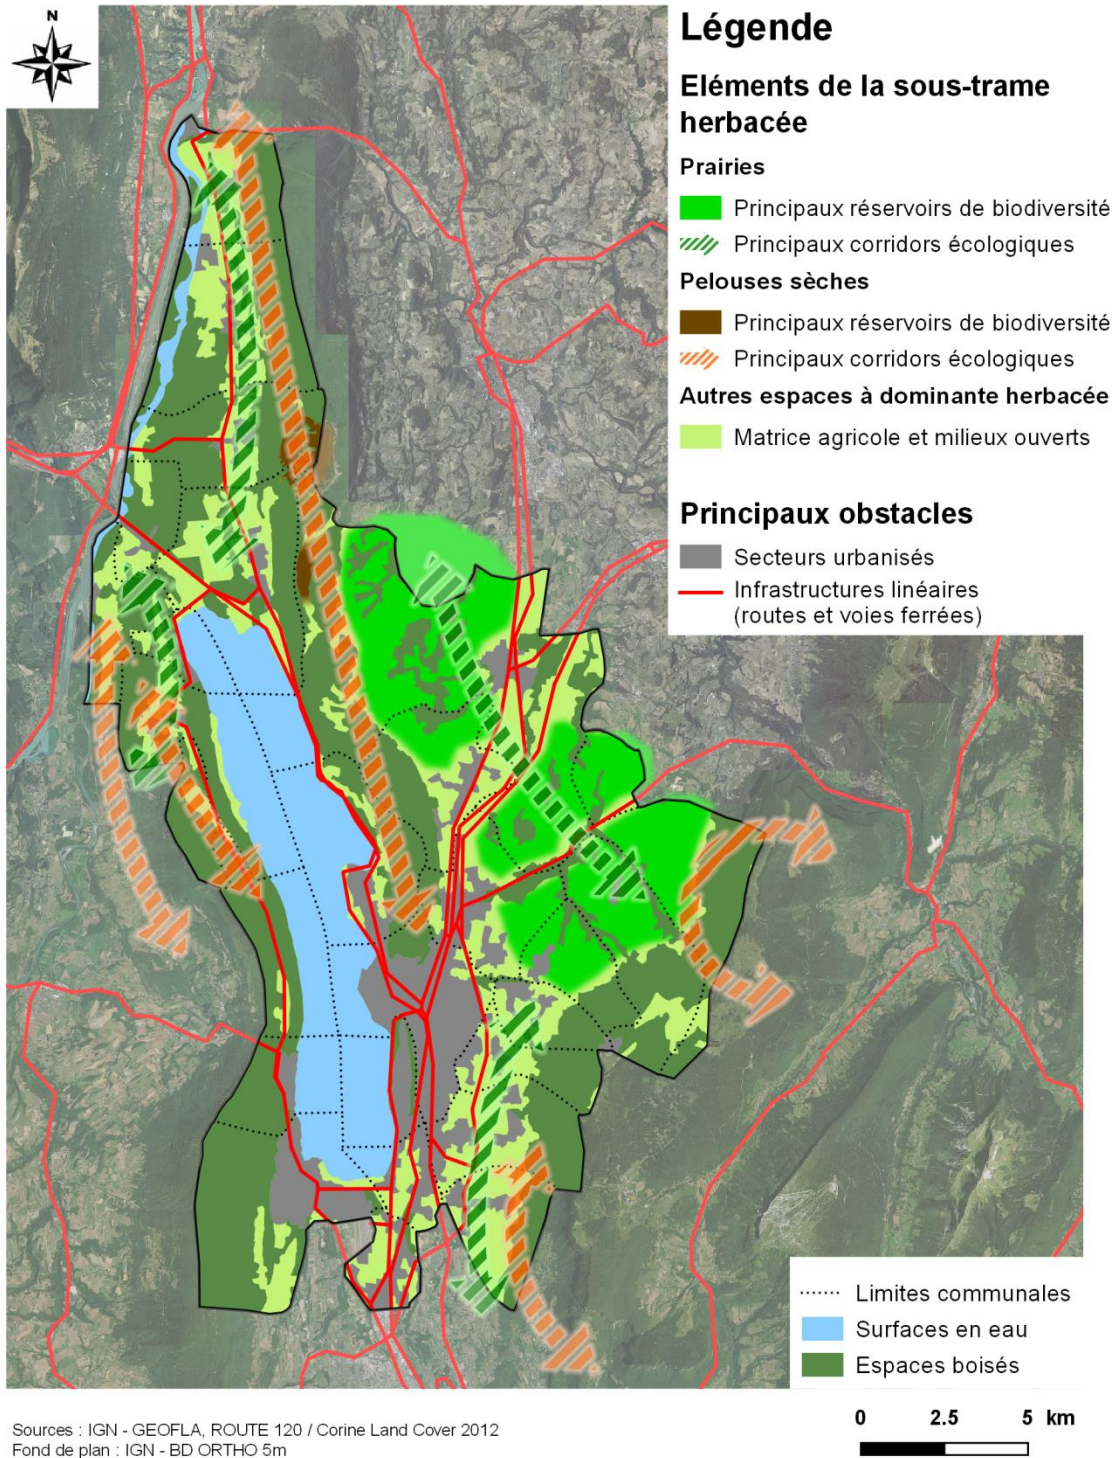 N
Légende
Eléments de la sous-trame
herbacée
Prairies
Principaux réservoirs de biodiversité
Principaux corridors écologiques
Pelouses sèches
Principaux réservoirs de biodiversité
Principaux corridors écologiques
Autres espaces à dominante herbacée
Matrice agricole et milieux ouverts
Principaux obstacles
Secteurs urbanisés
Infrastructures linéaires
(routes et voies ferrées)
Limites communales
Surfaces en eau
Espaces boisés
0 2.5 5 km
Sources : IGN - GEOFLA, ROUTE 120 / Corine Land Cover 2012
Fond de plan : IGN - BD ORTHO 5m